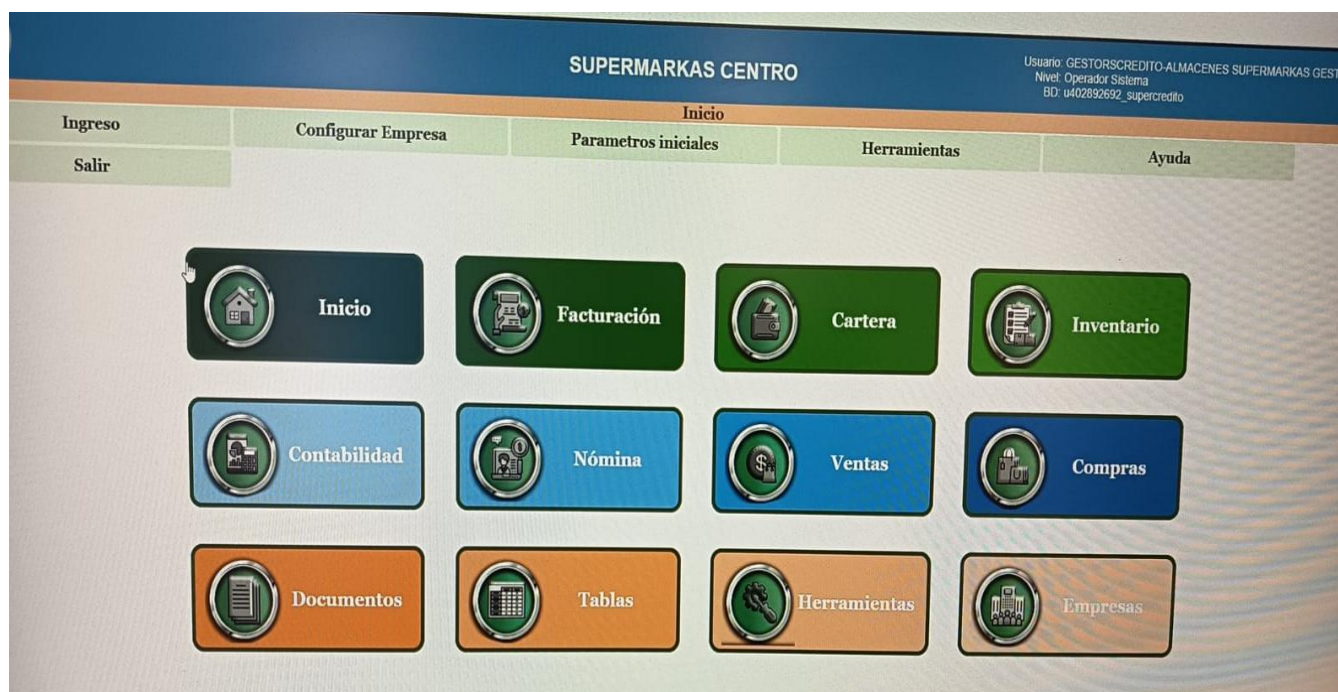 SUPERMARKAS CENTRO
Usuario: GESTORSCREDITO-ALMACENES SUPERMARKAS GEST
Nivel: Operador Sistema
BD: u402892692_supercredito
Inicio
Ingreso
Configurar Empresa
Parametros iniciales
Herramientas
Ayuda
Salir
Inicio
Facturación
Cartera
Inventario
Contabilidad
Nómina
Ventas
Compras
Documentos
Tablas
Herramientas
Empresas